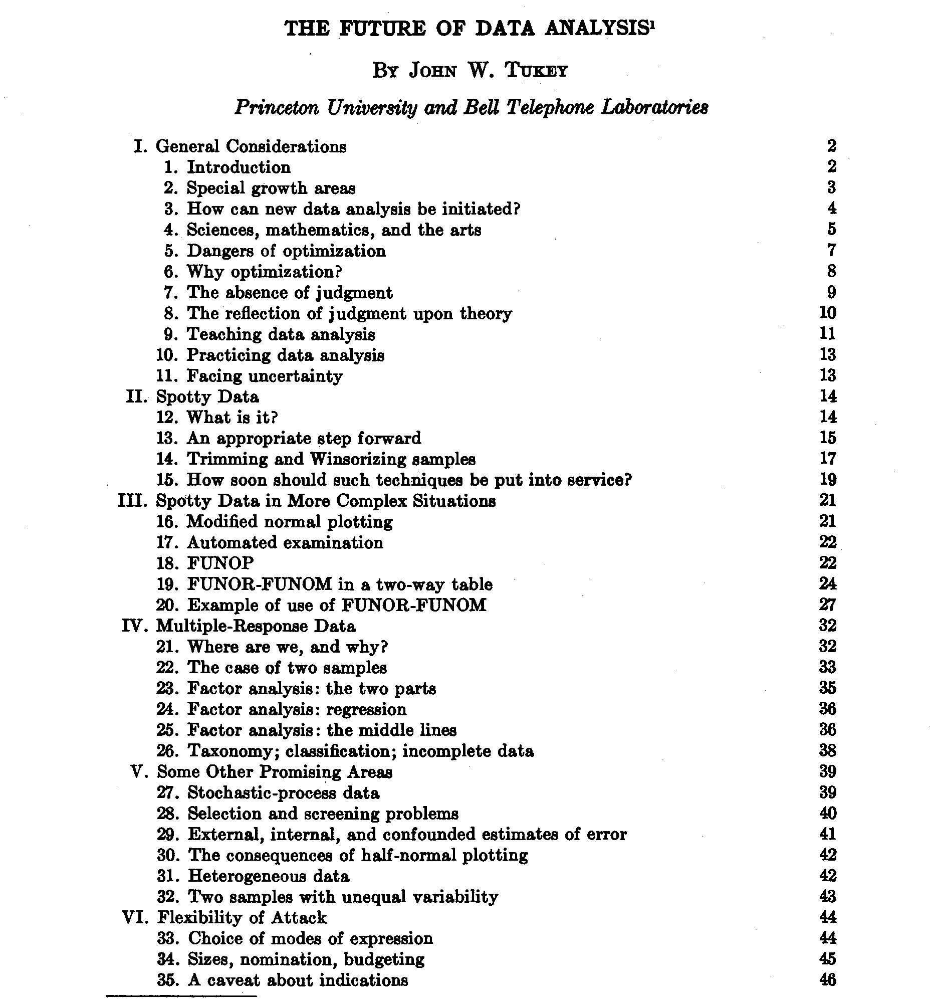 THE FUTURE OF DATA ANALYSIS¹
By John W. Tukey
Princeton University and Bell Telephone Laboratories
I. General Considerations 2
1. Introduction 2
2. Special growth areas 3
3. How can new data analysis be initiated? 4
4. Sciences, mathematics, and the arts 5
5. Dangers of optimization 7
6. Why optimization? 8
7. The absence of judgment 9
8. The reflection of judgment upon theory 10
9. Teaching data analysis 11
10. Practicing data analysis 13
11. Facing uncertainty 13
II. Spotty Data 14
12. What is it? 14
13. An appropriate step forward 15
14. Trimming and Winsorizing samples 17
15. How soon should such techniques be put into service? 19
III. Spotty Data in More Complex Situations 21
16. Modified normal plotting 21
17. Automated examination 22
18. FUNOP 22
19. FUNOR-FUNOM in a two-way table 24
20. Example of use of FUNOR-FUNOM 27
IV. Multiple-Response Data 32
21. Where are we, and why? 32
22. The case of two samples 33
23. Factor analysis: the two parts 35
24. Factor analysis: regression 36
25. Factor analysis: the middle lines 36
26. Taxonomy; classification; incomplete data 38
V. Some Other Promising Areas 39
27. Stochastic-process data 39
28. Selection and screening problems 40
29. External, internal, and confounded estimates of error 41
30. The consequences of half-normal plotting 42
31. Heterogeneous data 42
32. Two samples with unequal variability 43
VI. Flexibility of Attack 44
33. Choice of modes of expression 44
34. Sizes, nomination, budgeting 45
35. A caveat about indications 46